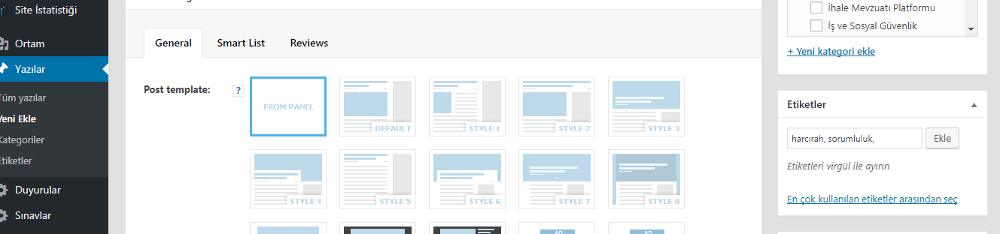 Site İstatistiği
Ortam
Yazılar
Tüm yazılar
Yeni Ekle
Kategoriler
Etiketler
Duyurular
Sınavlar
General
Smart List
Reviews
Post template:
?
FROM PANEL
DEFAULT
STYLE 1
STYLE 2
STYLE 3
STYLE 4
STYLE 5
STYLE 6
STYLE 7
STYLE 8
AD
AD
İhale Mevzuatı Platformu
İş ve Sosyal Güvenlik
+ Yeni kategori ekle
Etiketler
harcırah, sorumluluk,
Ekle
Etiketleri virgül ile ayırın
En çok kullanılan etiketler arasından seç